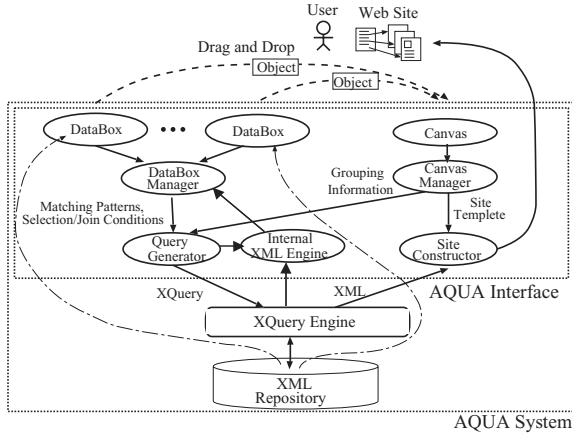 User
Web Site
Drag and Drop
Object
Object
DataBox
DataBox
Canvas
DataBox
Manager
Grouping
Information
Canvas
Manager
Matching Patterns,
Selection/Join Conditions
Site
Templete
Query
Generator
Internal
XML Engine
Site
Constructor
XQuery
XML
AQUA Interface
XQuery Engine
XML
Repository
AQUA System